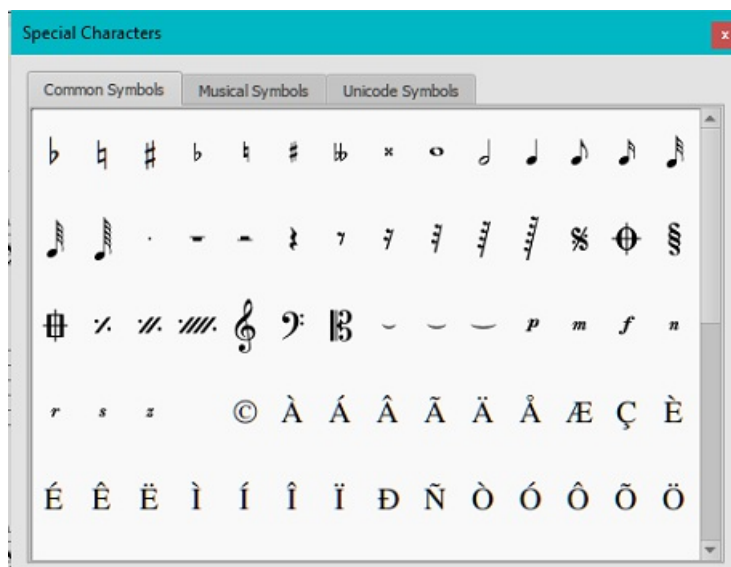 Special Characters
x
Common Symbols Musical Symbols Unicode Symbols
♭ ♮ ♯ ♭ ♮ ♯ 𝄫 𝄪 𝅝 𝅗𝅥 𝅘𝅥 𝅘𝅥𝅮 𝅘𝅥𝅯 𝅘𝅥𝅰
𝅘𝅥𝅱 𝅘𝅥𝅲 · 𝄻 𝄼 𝄽 𝄾 𝄿 𝅀 𝅁 𝅂 𝄋 𝄌
𝄎 𝄞 𝄢 𝄡 p m f n
r s z © À Á Â Ã Ä Å Æ Ç È
É Ê Ë Ì Í Î Ï Ð Ñ Ò Ó Ô Õ Ö